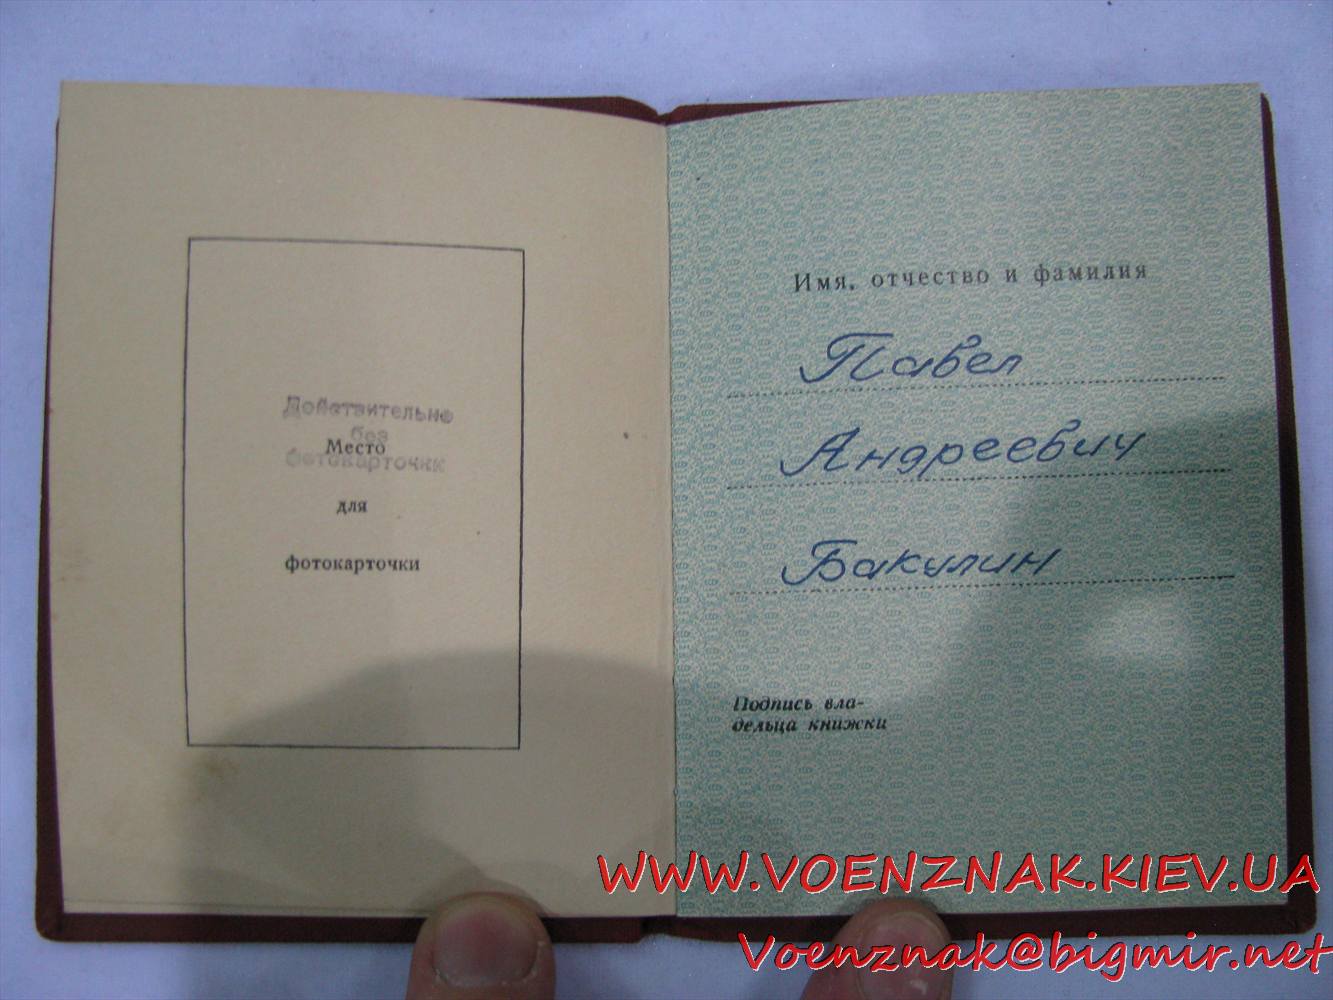 Действительно
без
фотокарточки
Место
для
фотокарточки
Имя, отчество и фамилия
Павел
Андреевич
Бакулин
Подпись вла-
дельца книжки
WWW.VOENZNAK.KIEV.UA
Voenznak@bigmir.net